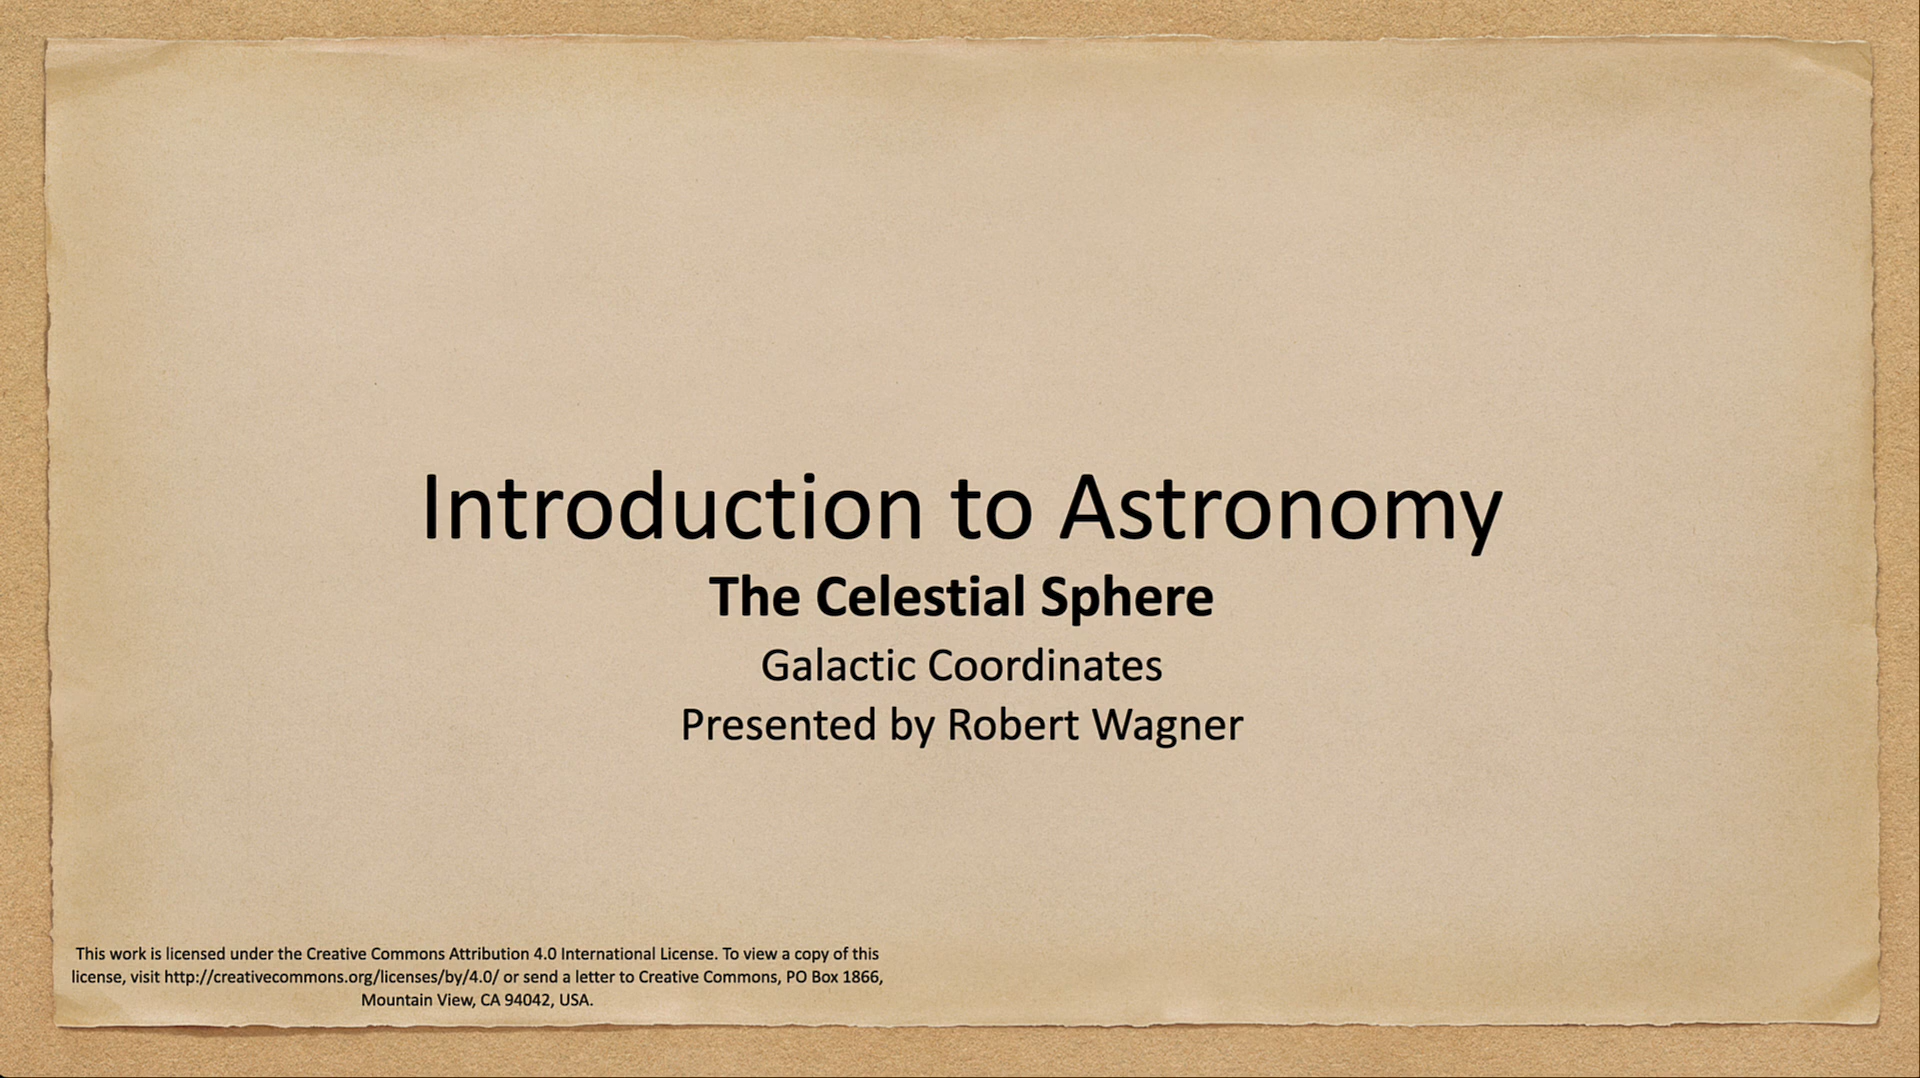 Introduction to Astronomy
The Celestial Sphere
Galactic Coordinates
Presented by Robert Wagner
This work is licensed under the Creative Commons Attribution 4.0 International License. To view a copy of this
license, visit http://creativecommons.org/licenses/by/4.0/ or send a letter to Creative Commons, PO Box 1866,
Mountain View, CA 94042, USA.